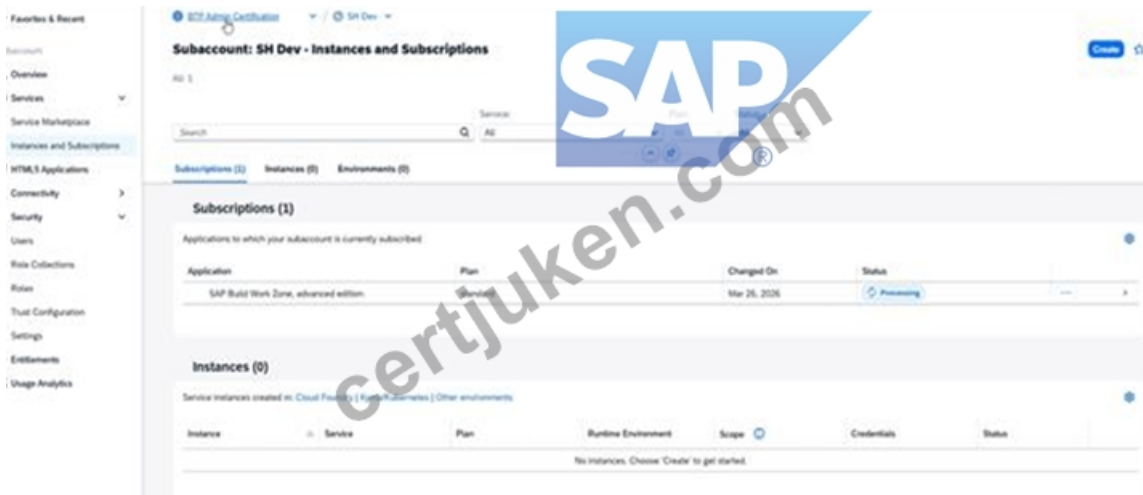 Favorites & Recent
BTP Admin Certification / SH Dev
Subaccount: SH Dev - Instances and Subscriptions
Create
Overview
All: 1
Services
Service Marketplace
Service:
Search
All
Instances and Subscriptions
HTML5 Applications
Subscriptions (1) Instances (0) Environments (0)
Connectivity
Security
Subscriptions (1)
Users
Applications to which your subaccount is currently subscribed
Role Collections
Application Plan Changed On Status
Roles
SAP Build Work Zone, advanced edition standard Mar 26, 2026 Processing
Trust Configuration
Settings
Entitlements
Instances (0)
Usage Analytics
Service instances created in: Cloud Foundry | Kyma/Kubernetes | Other environments
Instance Service Plan Runtime Environment Scope Credentials Status
No instances. Choose 'Create' to get started.
SAP
®
certjuken.com